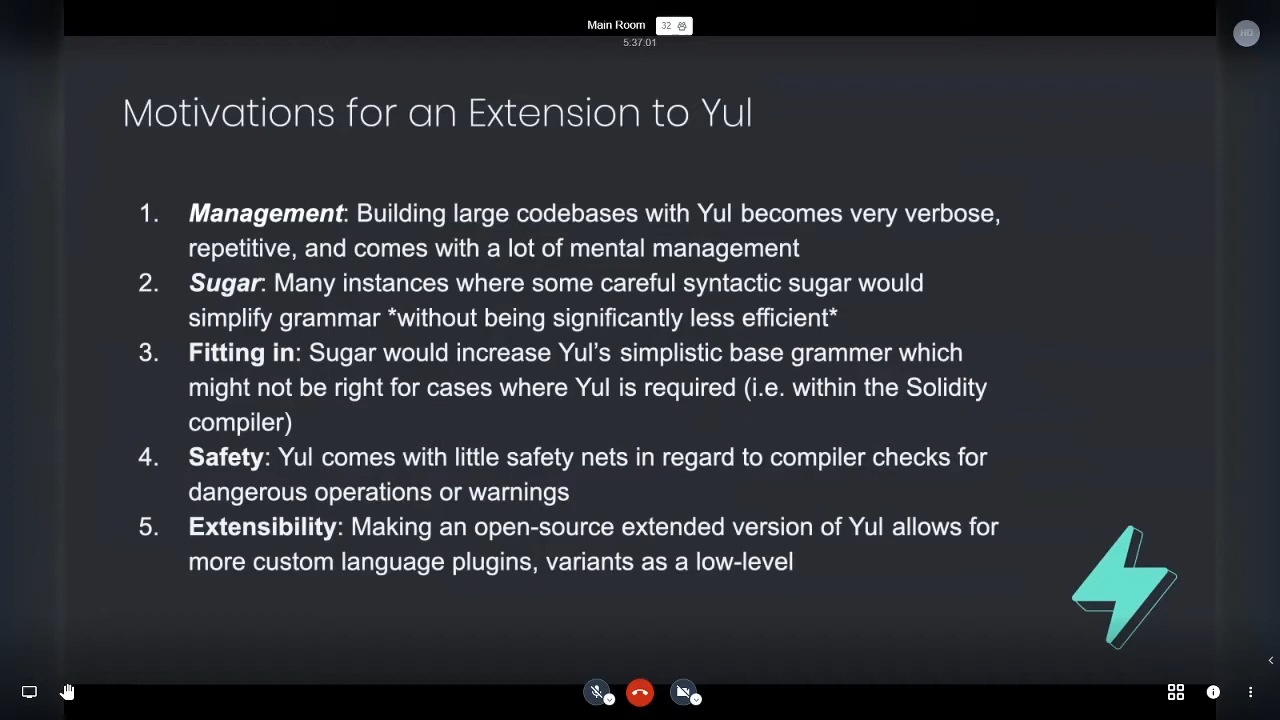 Main Room 32
5:37:01
HD
Motivations for an Extension to Yul
1. Management: Building large codebases with Yul becomes very verbose,
repetitive, and comes with a lot of mental management
2. Sugar: Many instances where some careful syntactic sugar would
simplify grammar *without being significantly less efficient*
3. Fitting in: Sugar would increase Yul’s simplistic base grammer which
might not be right for cases where Yul is required (i.e. within the Solidity
compiler)
4. Safety: Yul comes with little safety nets in regard to compiler checks for
dangerous operations or warnings
5. Extensibility: Making an open-source extended version of Yul allows for
more custom language plugins, variants as a low-level